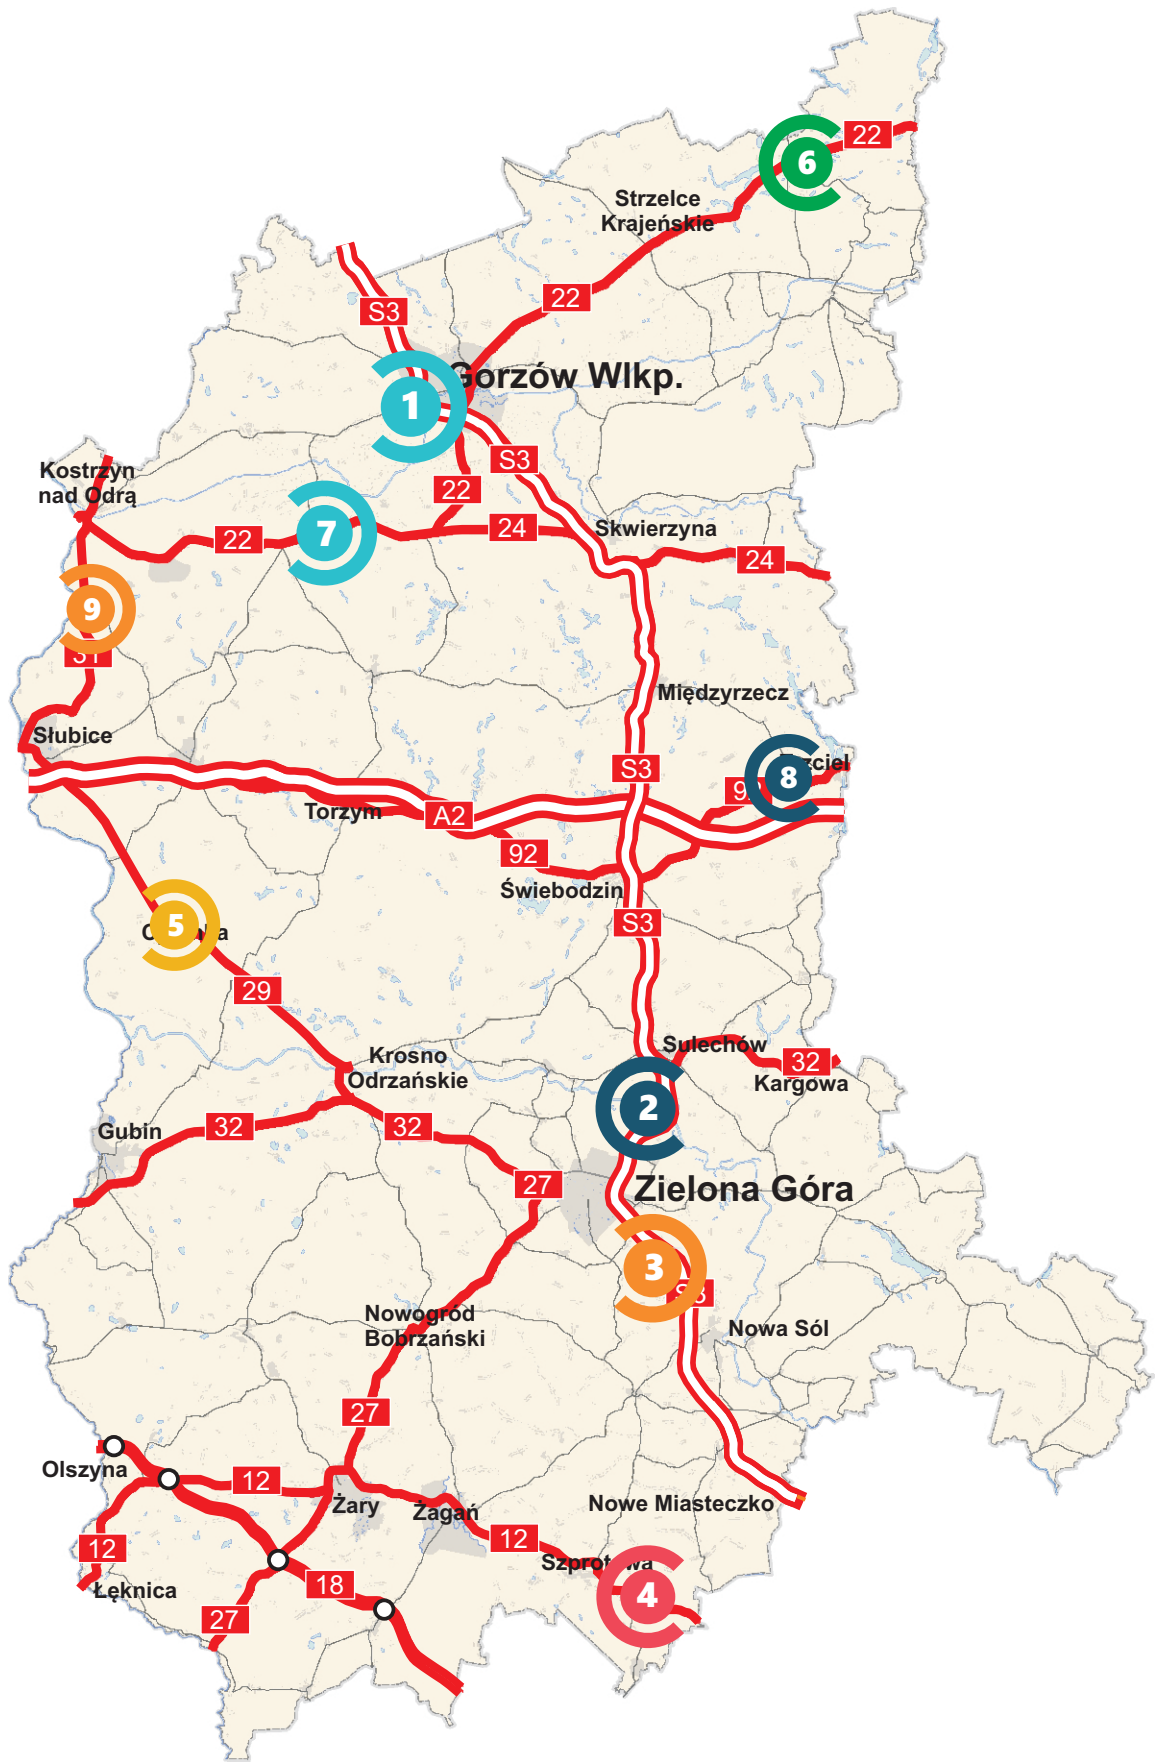 22
6
Strzelce
Krajeńskie
22
S3
Gorzów Wlkp.
1
S3
Kostrzyn
nad Odrą
22
7
22
24
Skwierzyna
24
9
31
Międzyrzecz
Słubice
S3
8
Torzym
A2
92
Świebodzin
5
S3
29
Sulechów
32
Kargowa
Krosno
Odrzańskie
2
Gubin
32
32
27
Zielona Góra
3
S3
Nowogród
Bobrzański
Nowa Sól
27
Olszyna
12
Żary
Żagań
Nowe Miasteczko
12
12
Szprotawa
18
4
Łęknica
27